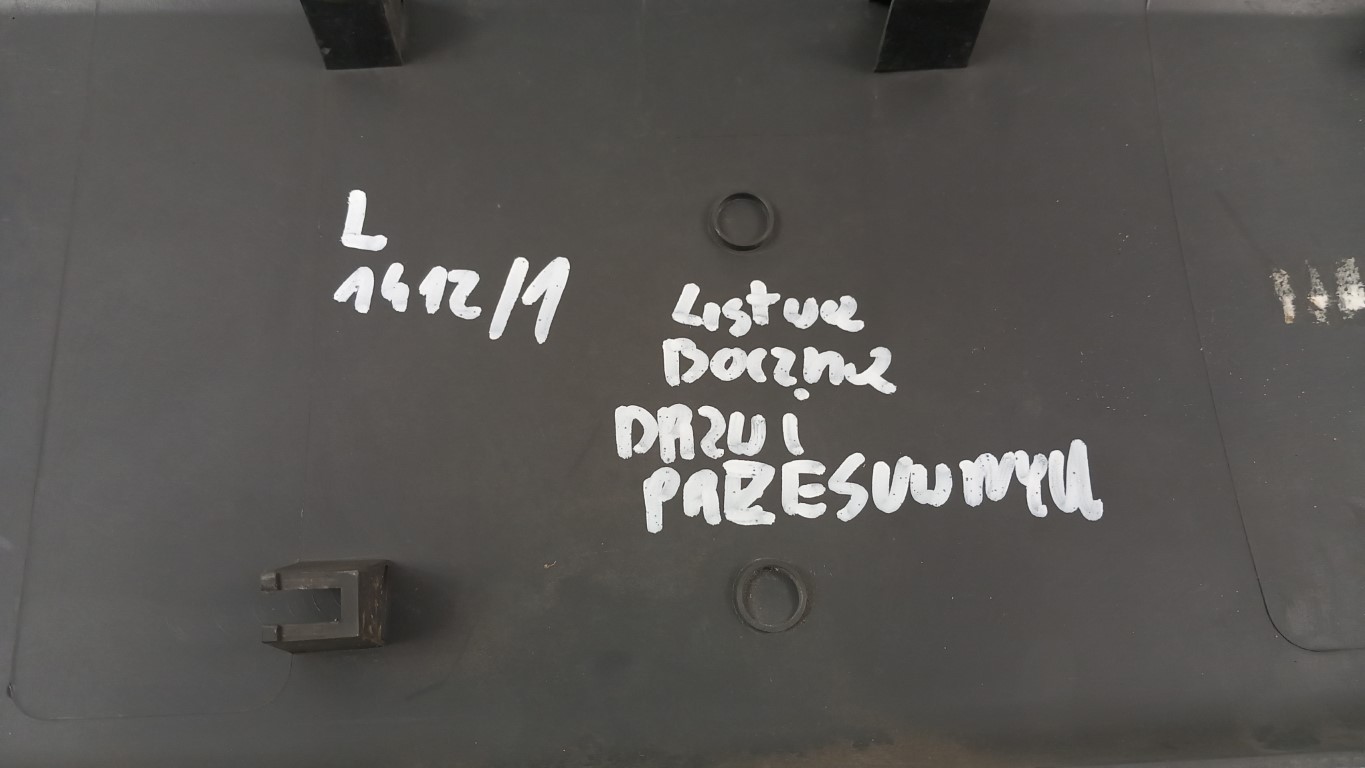 L
1412/1
Listwa
Boczna
DRZWI
PRZESUWNYCH